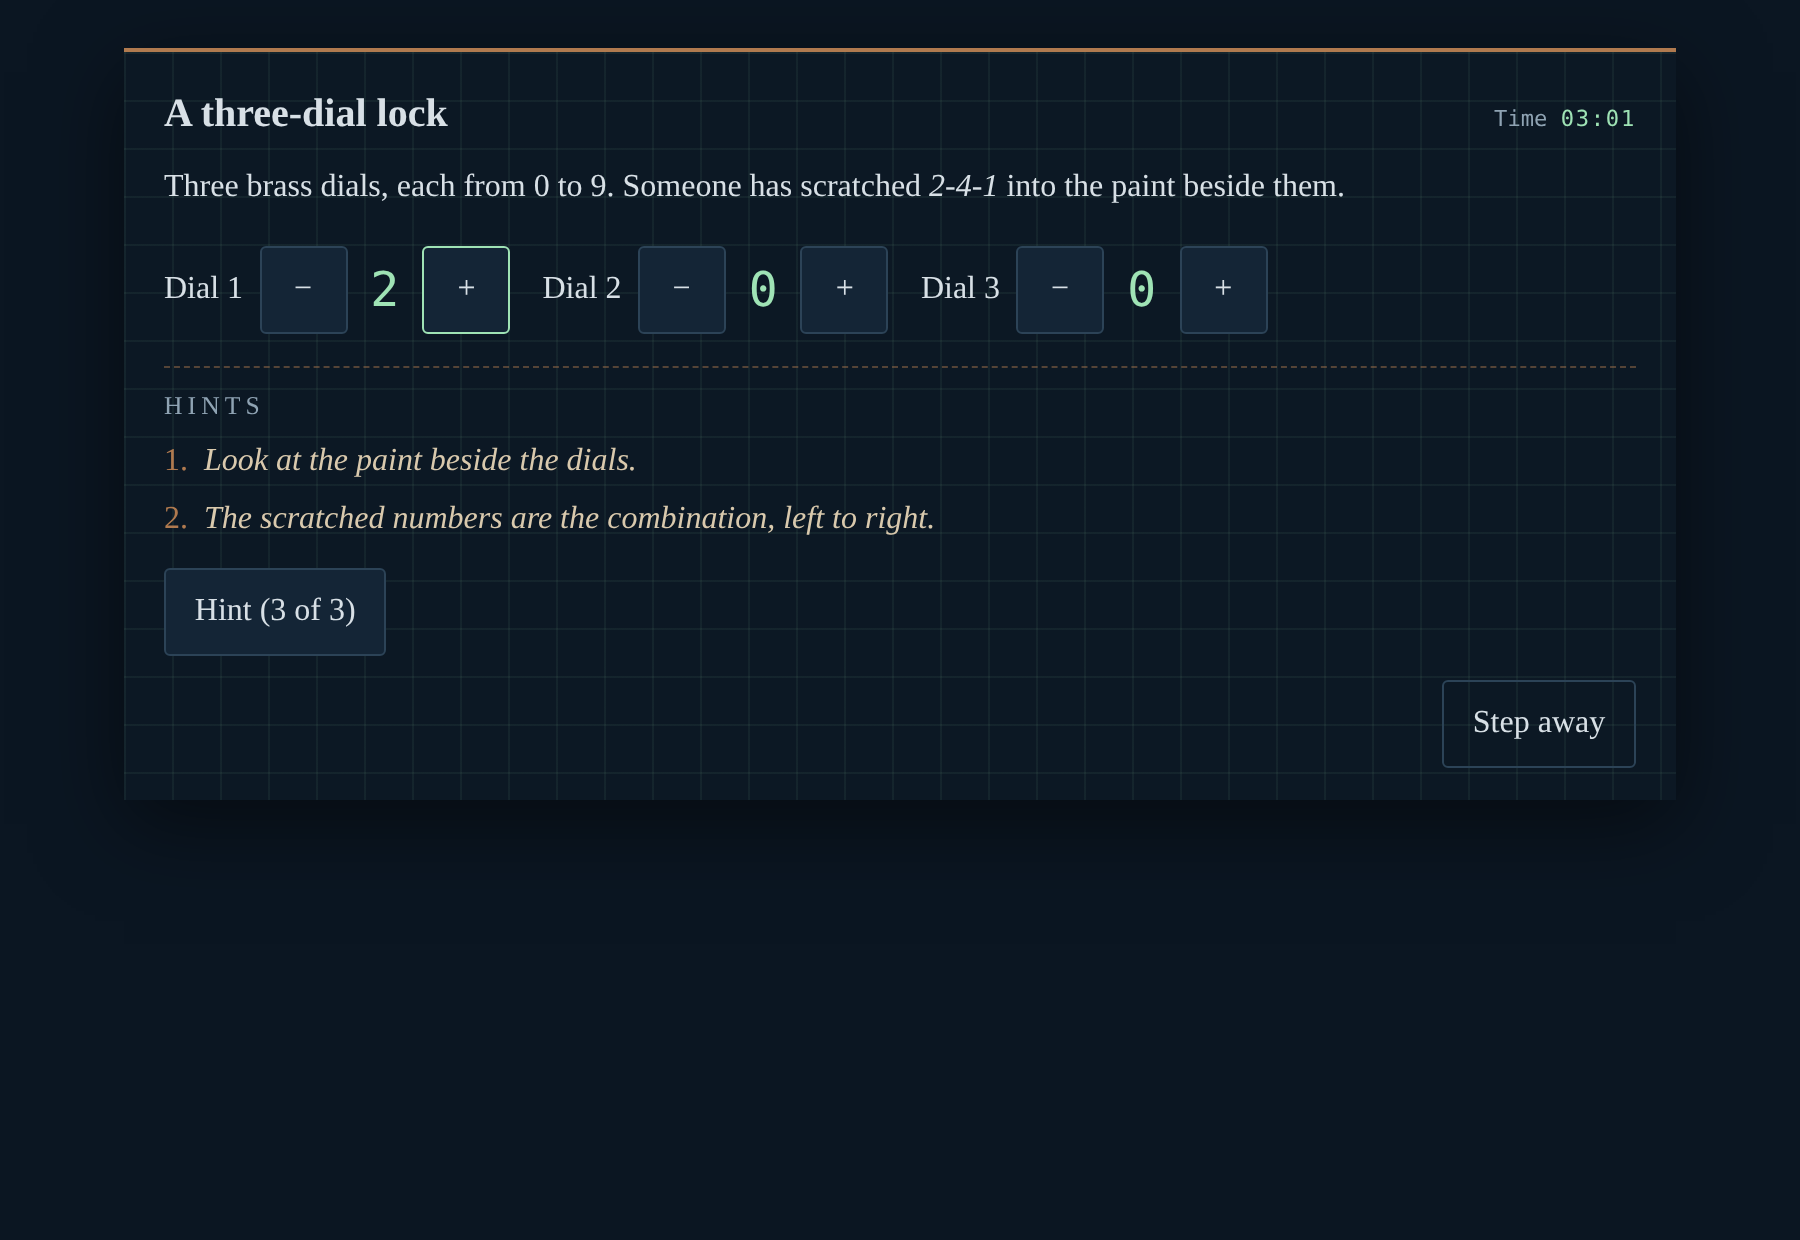 A three-dial lock
Time 03:01
Three brass dials, each from 0 to 9. Someone has scratched 2-4-1 into the paint beside them.
Dial 1 − 2 + Dial 2 − 0 + Dial 3 − 0 +
HINTS
1. Look at the paint beside the dials.
2. The scratched numbers are the combination, left to right.
Hint (3 of 3)
Step away